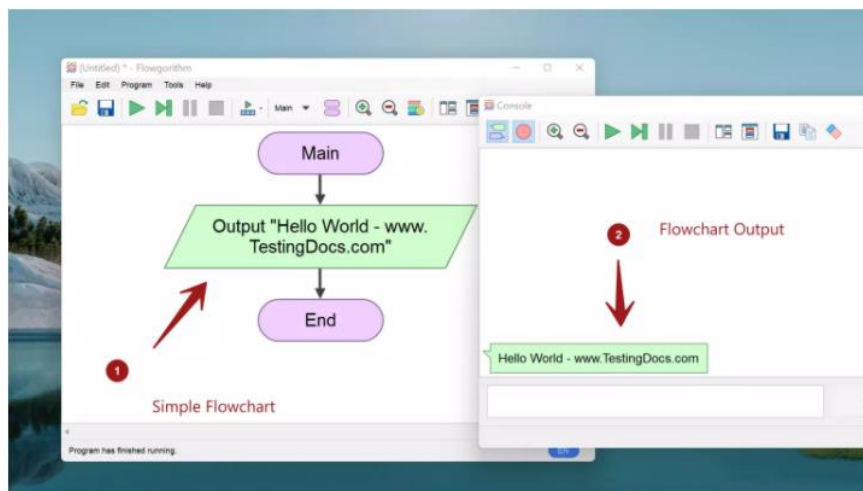 (Untitled) * - Flowgorithm
File Edit Program Tools Help
Main
Main
Output "Hello World - www.
TestingDocs.com"
End
1
Simple Flowchart
Program has finished running.
EN
Console
2
Flowchart Output
Hello World - www.TestingDocs.com